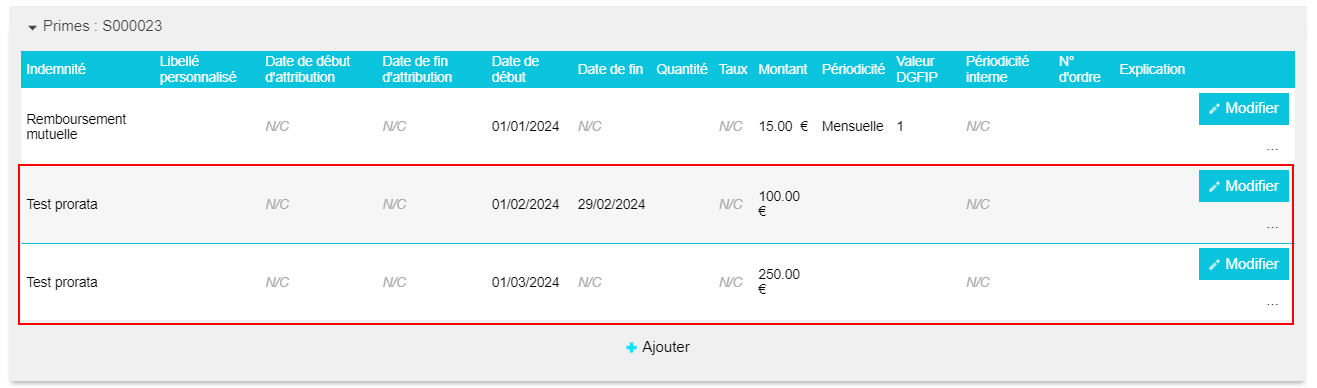 Primes : S000023
Indemnité Libellé personnalisé Date de début d'attribution Date de fin d'attribution Date de début Date de fin Quantité Taux Montant Périodicité Valeur DGFIP Périodicité interne N° d'ordre Explication
Remboursement mutuelle N/C N/C 01/01/2024 N/C N/C 15.00 € Mensuelle 1 N/C Modifier
...
Test prorata N/C N/C 01/02/2024 29/02/2024 N/C 100.00 € N/C Modifier
...
Test prorata N/C N/C 01/03/2024 N/C N/C 250.00 € N/C Modifier
...
Ajouter